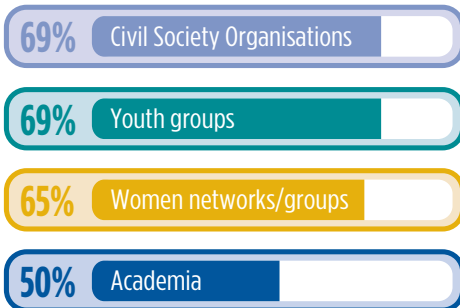 69% Civil Society Organisations
69% Youth groups
65% Women networks/groups
50% Academia